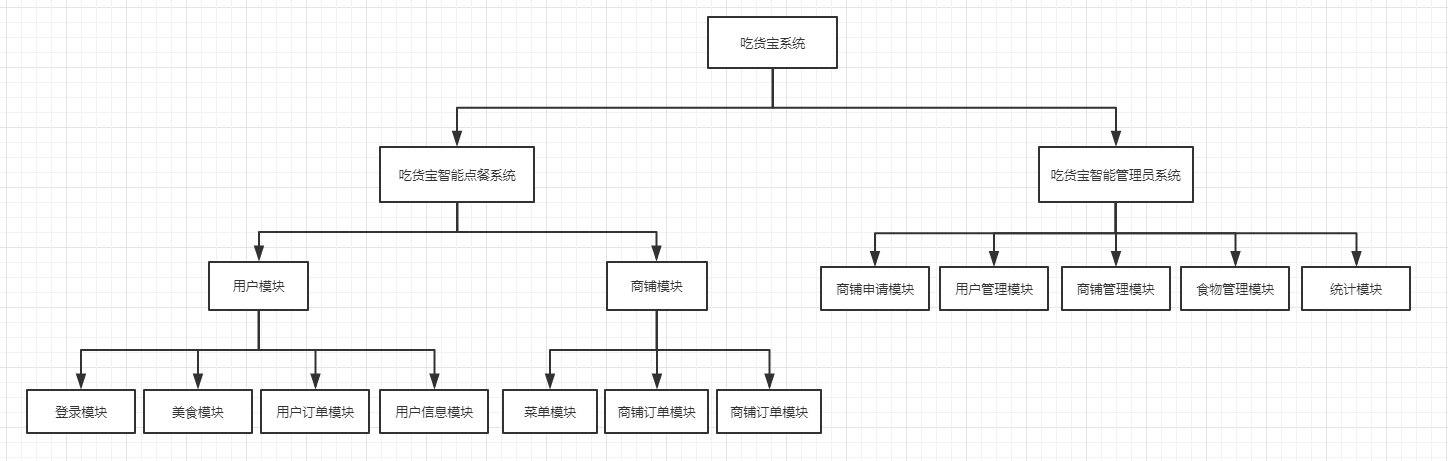 吃货宝系统
吃货宝智能点餐系统
吃货宝智能管理员系统
用户模块
商铺模块
商铺申请模块
用户管理模块
商铺管理模块
食物管理模块
统计模块
登录模块
美食模块
用户订单模块
用户信息模块
菜单模块
商铺订单模块
商铺订单模块